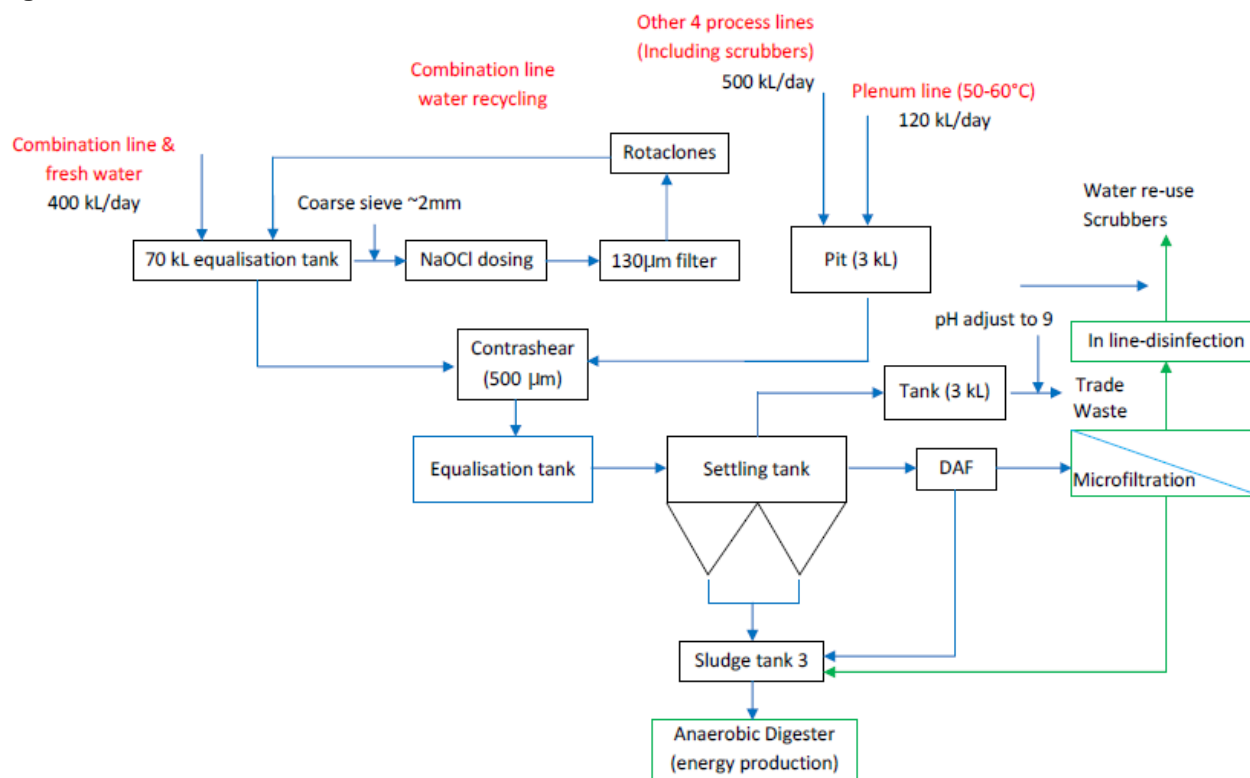 Other 4 process lines
(Including scrubbers)
500 kL/day
Combination line
water recycling
Plenum line (50-60°C)
120 kL/day
Combination line &
fresh water
400 kL/day
Rotaclones
Coarse sieve ~2mm
Water re-use
Scrubbers
70 kL equalisation tank
NaOCl dosing
130µm filter
Pit (3 kL)
pH adjust to 9
In line-disinfection
Contrashear
(500 µm)
Tank (3 kL)
Trade
Waste
Equalisation tank
Settling tank
DAF
Microfiltration
Sludge tank 3
Anaerobic Digester
(energy production)